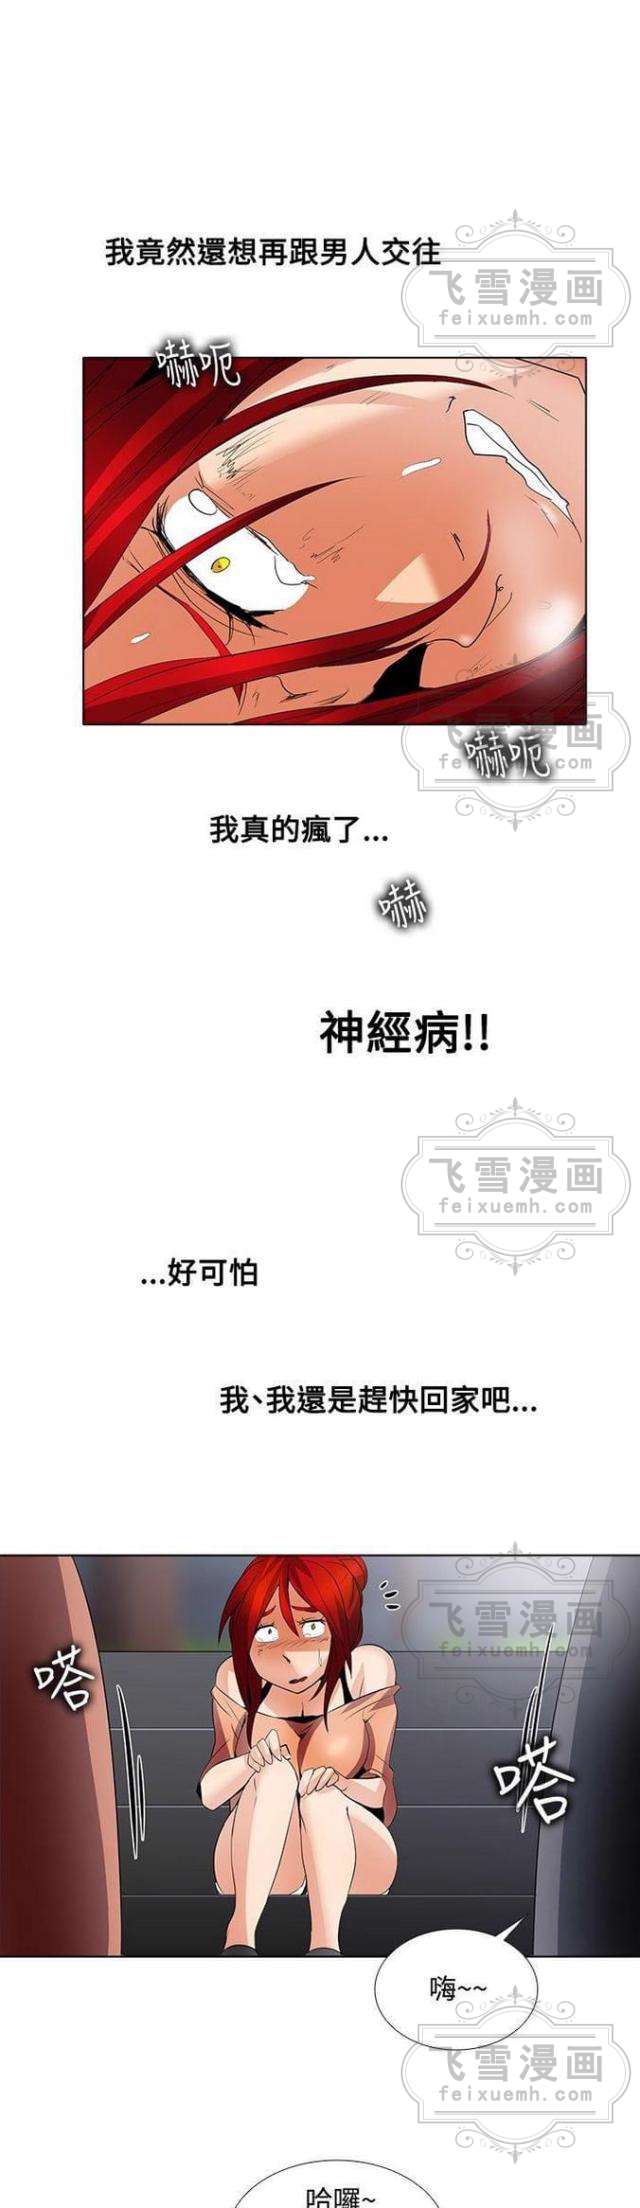 我竟然還想再跟男人交往
飞雪漫画
feixuemh.com
嚇呃
飞雪漫画
feixuemh.com
嚇呃
我真的瘋了...
嚇
神經病!!
飞雪漫画
feixuemh.com
...好可怕
我、我還是趕快回家吧...
飞雪漫画
feixuemh.com
嗒
嗒
嗨~~
飞雪漫画
feixuemh.com
哈囉~